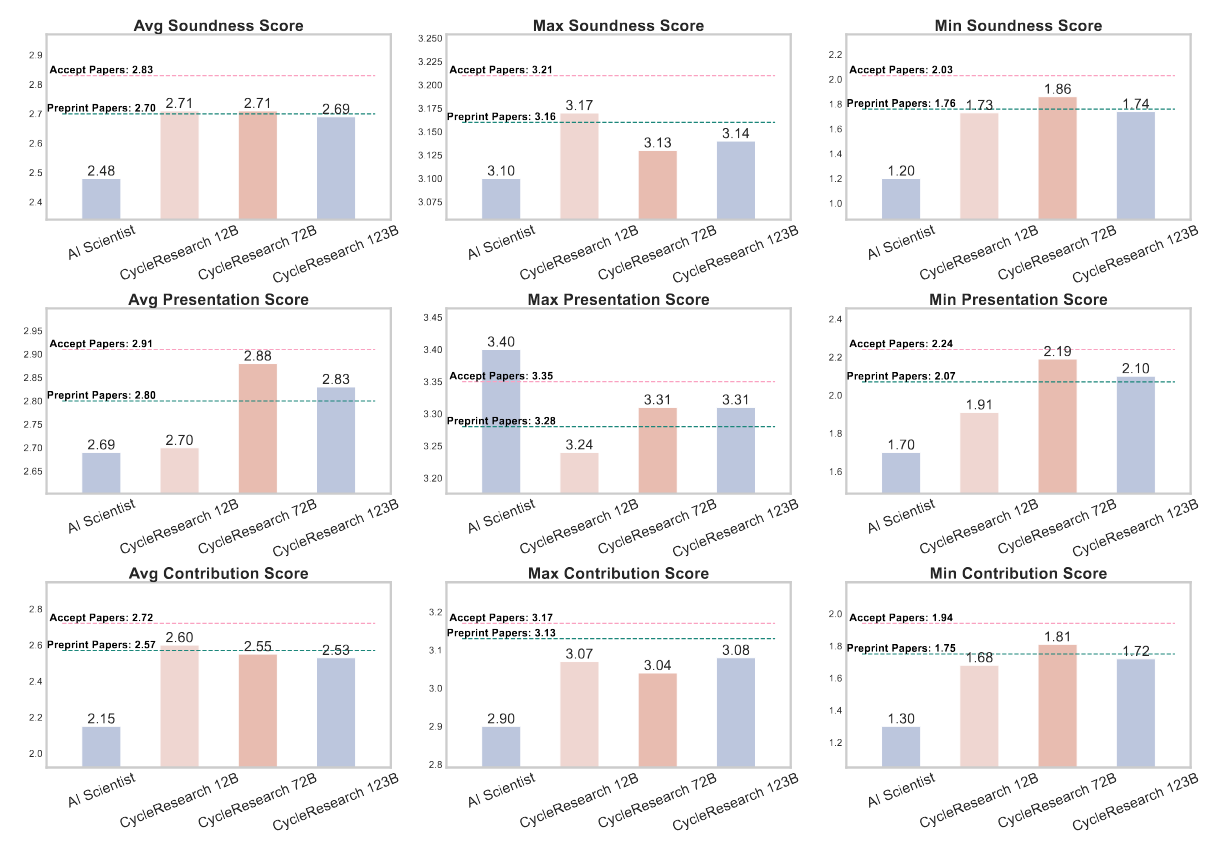 Avg Soundness Score
2.9
2.8
2.7
2.6
2.5
2.4
Accept Papers: 2.83
Preprint Papers: 2.70
2.48
2.71
2.71
2.69
AI Scientist
CycleResearch 12B
CycleResearch 72B
CycleResearch 123B
Max Soundness Score
3.250
3.225
3.200
3.175
3.150
3.125
3.100
3.075
Accept Papers: 3.21
Preprint Papers: 3.16
3.10
3.17
3.13
3.14
AI Scientist
CycleResearch 12B
CycleResearch 72B
CycleResearch 123B
Min Soundness Score
2.2
2.0
1.8
1.6
1.4
1.2
1.0
Accept Papers: 2.03
Preprint Papers: 1.76
1.20
1.73
1.86
1.74
AI Scientist
CycleResearch 12B
CycleResearch 72B
CycleResearch 123B
Avg Presentation Score
2.95
2.90
2.85
2.80
2.75
2.70
2.65
Accept Papers: 2.91
Preprint Papers: 2.80
2.69
2.70
2.88
2.83
AI Scientist
CycleResearch 12B
CycleResearch 72B
CycleResearch 123B
Max Presentation Score
3.45
3.40
3.35
3.30
3.25
3.20
Accept Papers: 3.35
Preprint Papers: 3.28
3.40
3.24
3.31
3.31
AI Scientist
CycleResearch 12B
CycleResearch 72B
CycleResearch 123B
Min Presentation Score
2.4
2.2
2.0
1.8
1.6
Accept Papers: 2.24
Preprint Papers: 2.07
1.70
1.91
2.19
2.10
AI Scientist
CycleResearch 12B
CycleResearch 72B
CycleResearch 123B
Avg Contribution Score
2.8
2.6
2.4
2.2
2.0
Accept Papers: 2.72
Preprint Papers: 2.57
2.15
2.60
2.55
2.53
AI Scientist
CycleResearch 12B
CycleResearch 72B
CycleResearch 123B
Max Contribution Score
3.2
3.1
3.0
2.9
2.8
Accept Papers: 3.17
Preprint Papers: 3.13
2.90
3.07
3.04
3.08
AI Scientist
CycleResearch 12B
CycleResearch 72B
CycleResearch 123B
Min Contribution Score
2.0
1.8
1.6
1.4
1.2
Accept Papers: 1.94
Preprint Papers: 1.75
1.30
1.68
1.81
1.72
AI Scientist
CycleResearch 12B
CycleResearch 72B
CycleResearch 123B